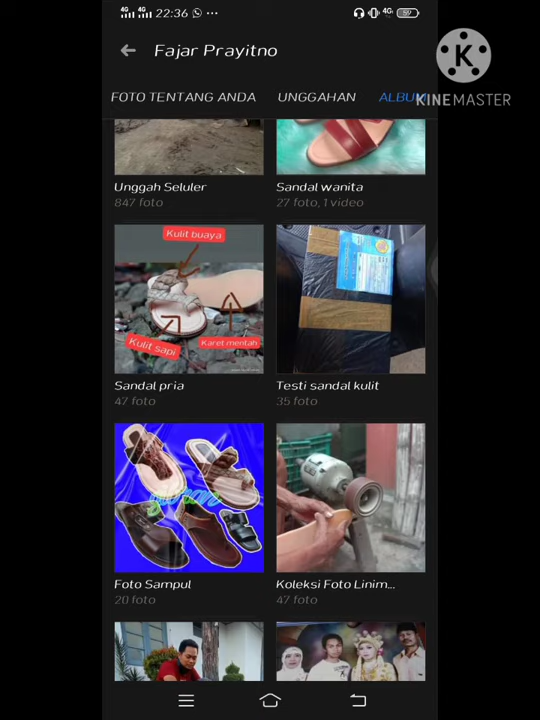 22:36
4G
59
Fajar Prayitno
FOTO TENTANG ANDA
UNGGAHAN
ALBUM
KINEMASTER
Unggah Seluler
847 foto
Sandal wanita
27 foto, 1 video
Kulit buaya
Kulit sapi
Karet mentah
Sandal pria
47 foto
Testi sandal kulit
35 foto
Foto Sampul
20 foto
Koleksi Foto Linim...
47 foto